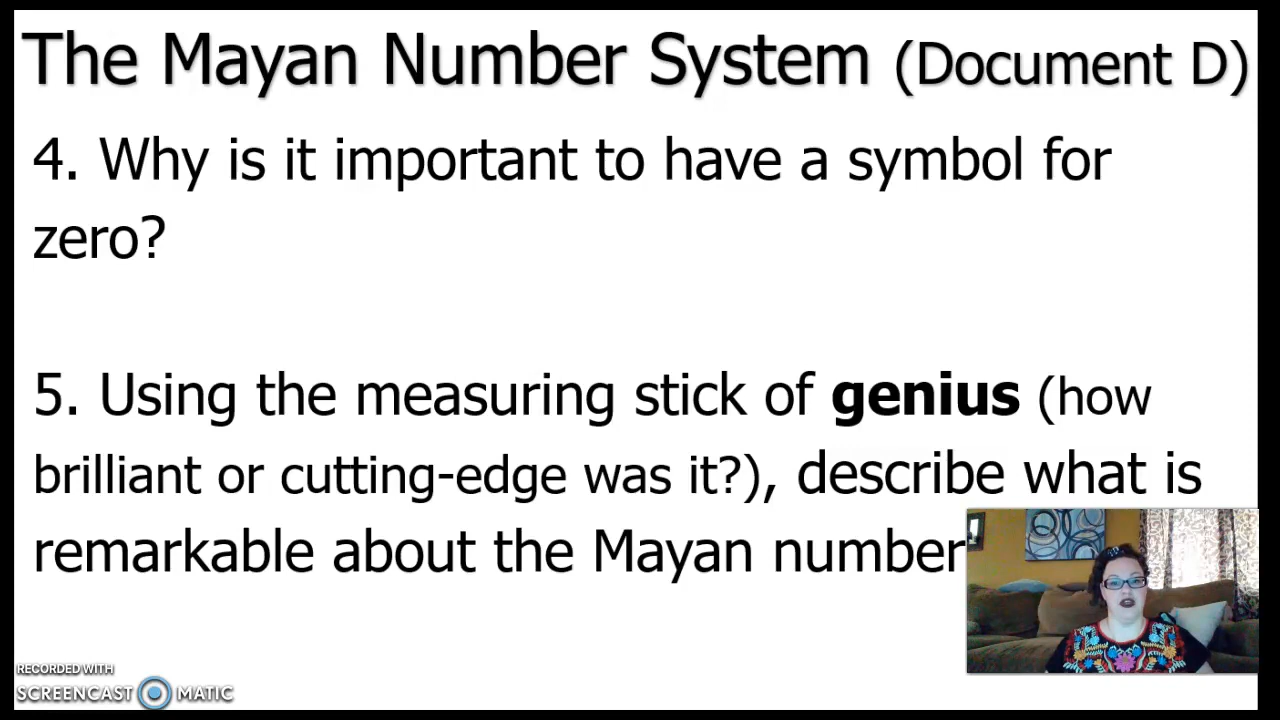 The Mayan Number System (Document D)
4. Why is it important to have a symbol for
zero?
5. Using the measuring stick of genius (how
brilliant or cutting-edge was it?), describe what is
remarkable about the Mayan number
RECORDED WITH
SCREENCAST MATIC